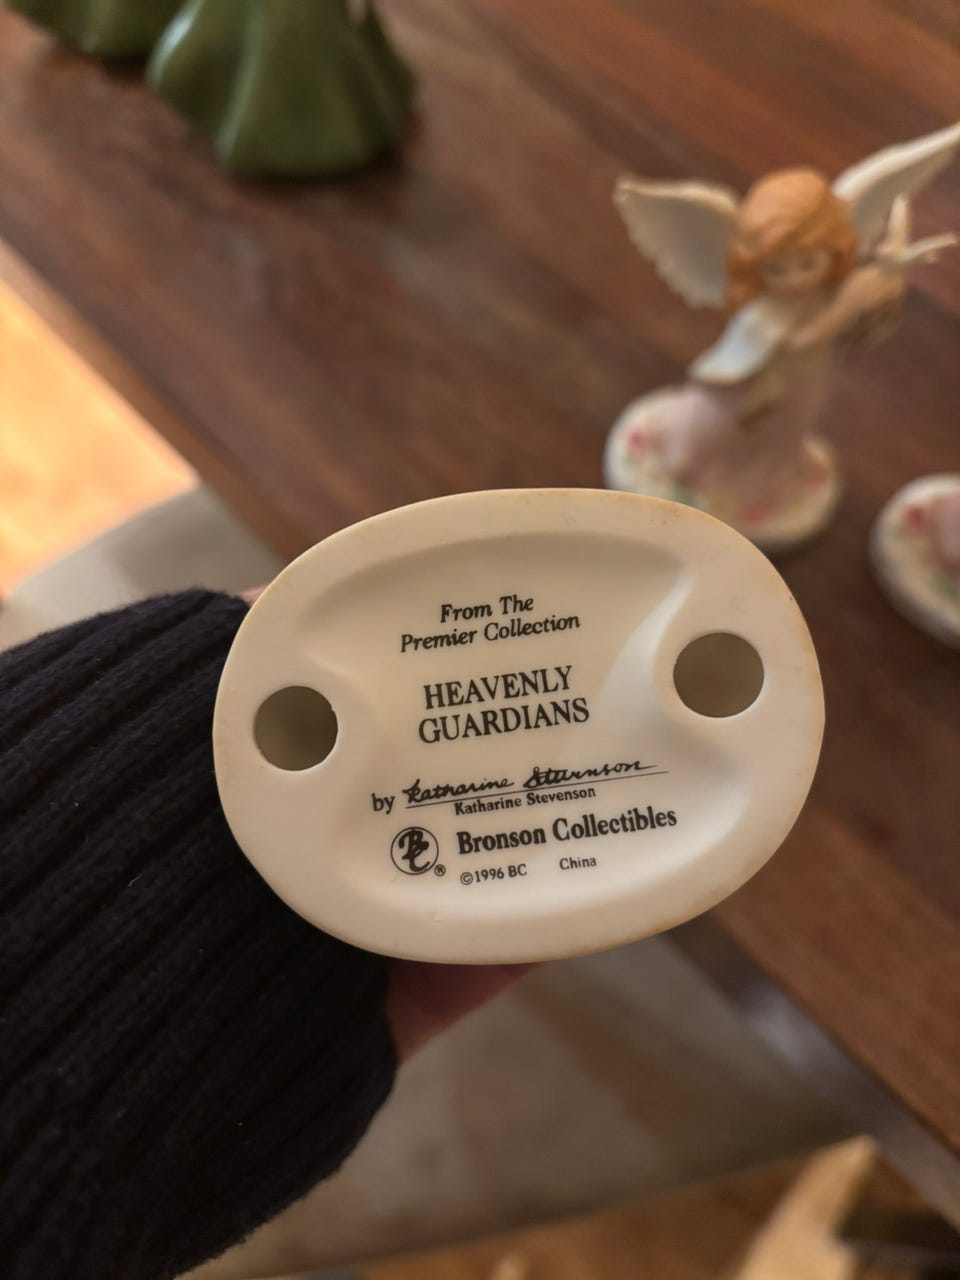 From The
Premier Collection
HEAVENLY
GUARDIANS
by Katharine Stevenson
Katharine Stevenson
BC® Bronson Collectibles
©1996 BC China